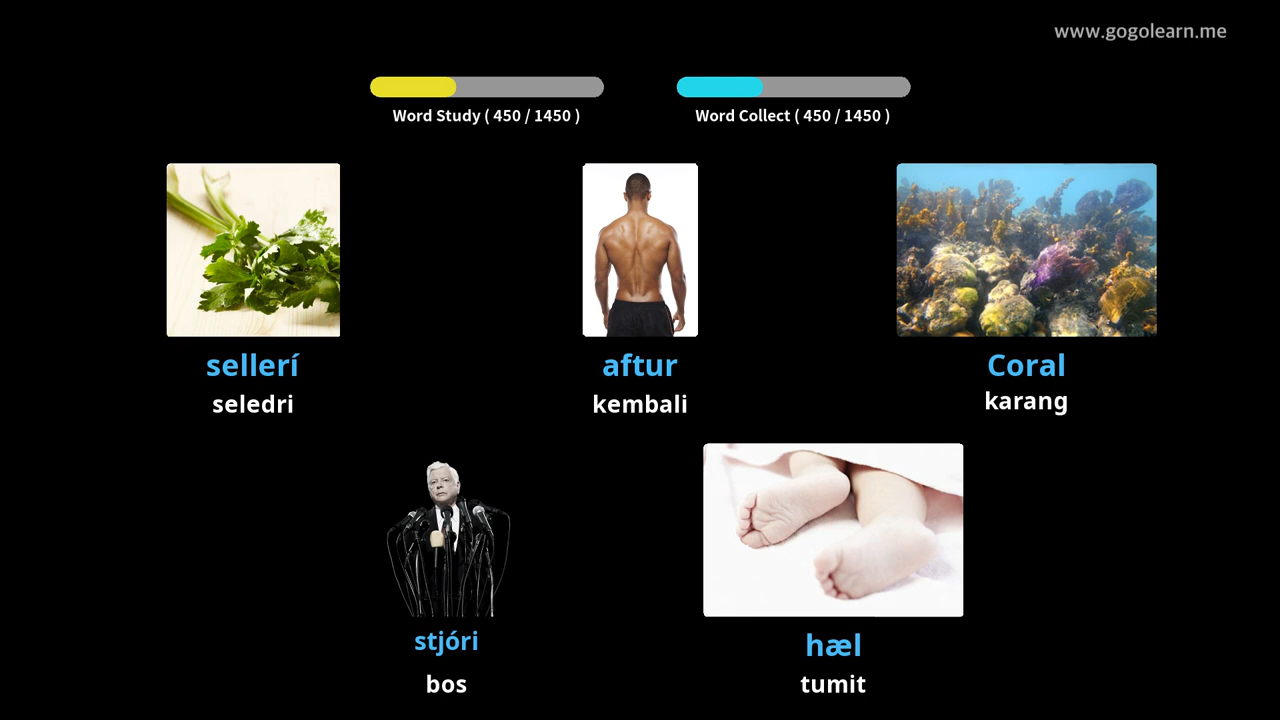 www.gogolearn.me
Word Study ( 450 / 1450 )
Word Collect ( 450 / 1450 )
sellerí
seledri
aftur
kembali
Coral
karang
stjóri
bos
hæl
tumit